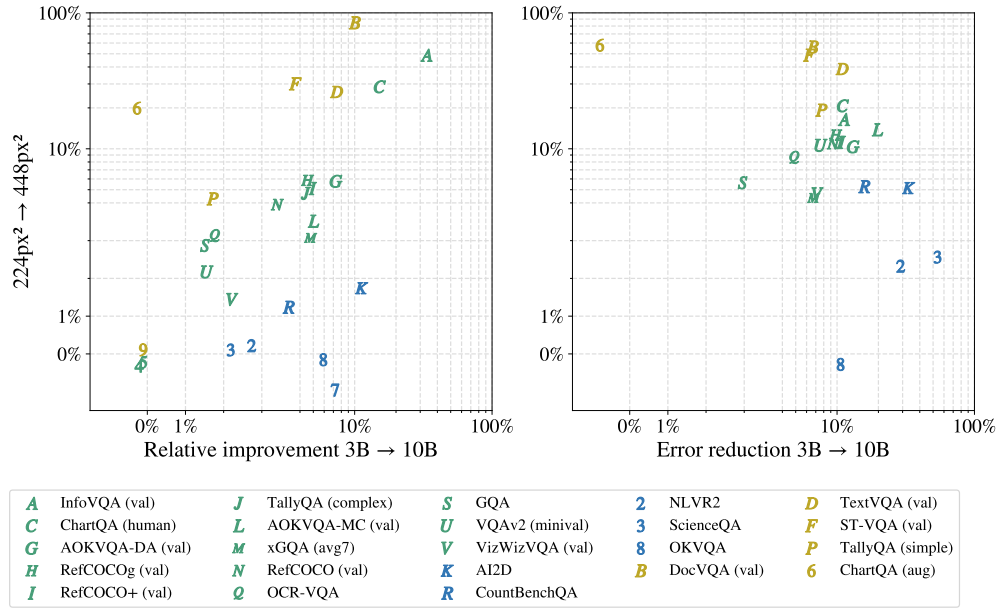 100%
10%
1%
0%
224px² → 448px²
0% 1% 10% 100%
Relative improvement 3B → 10B
B
A
F
C
D
6
H
I
J
G
P
N
L
Q
M
S
U
V
K
R
9
3
2
8
4
5
7
100%
10%
1%
0%
0% 1% 10% 100%
Error reduction 3B → 10B
6
B
F
D
P
C
A
L
H
U
N
I
G
Q
S
V
M
R
K
3
2
8
A InfoVQA (val)
C ChartQA (human)
G AOKVQA-DA (val)
H RefCOCOg (val)
I RefCOCO+ (val)
J TallyQA (complex)
L AOKVQA-MC (val)
M xGQA (avg7)
N RefCOCO (val)
Q OCR-VQA
S GQA
U VQAv2 (minival)
V VizWizVQA (val)
K AI2D
R CountBenchQA
2 NLVR2
3 ScienceQA
8 OKVQA
B DocVQA (val)
D TextVQA (val)
F ST-VQA (val)
P TallyQA (simple)
6 ChartQA (aug)